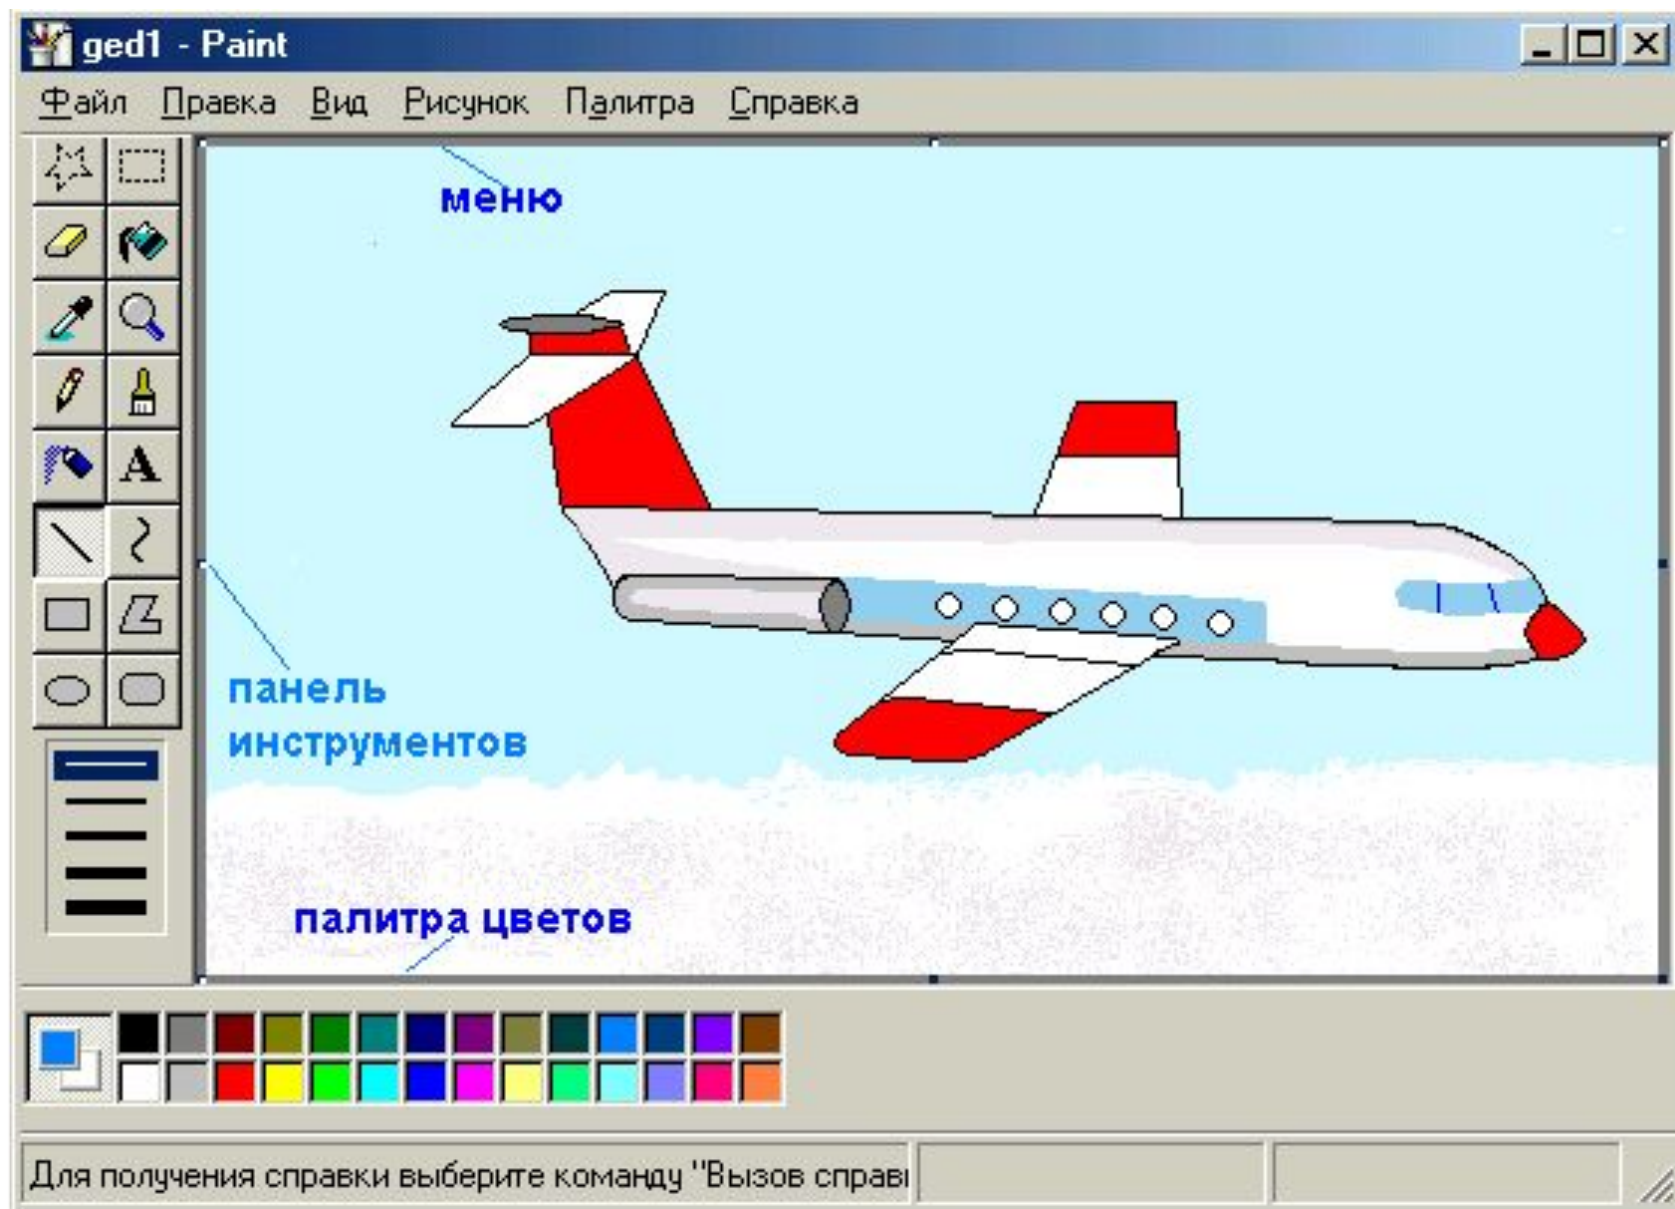 ged1 - Paint
Файл Правка Вид Рисунок Палитра Справка
меню
A
панель
инструментов
палитра цветов
Для получения справки выберите команду "Вызов справ